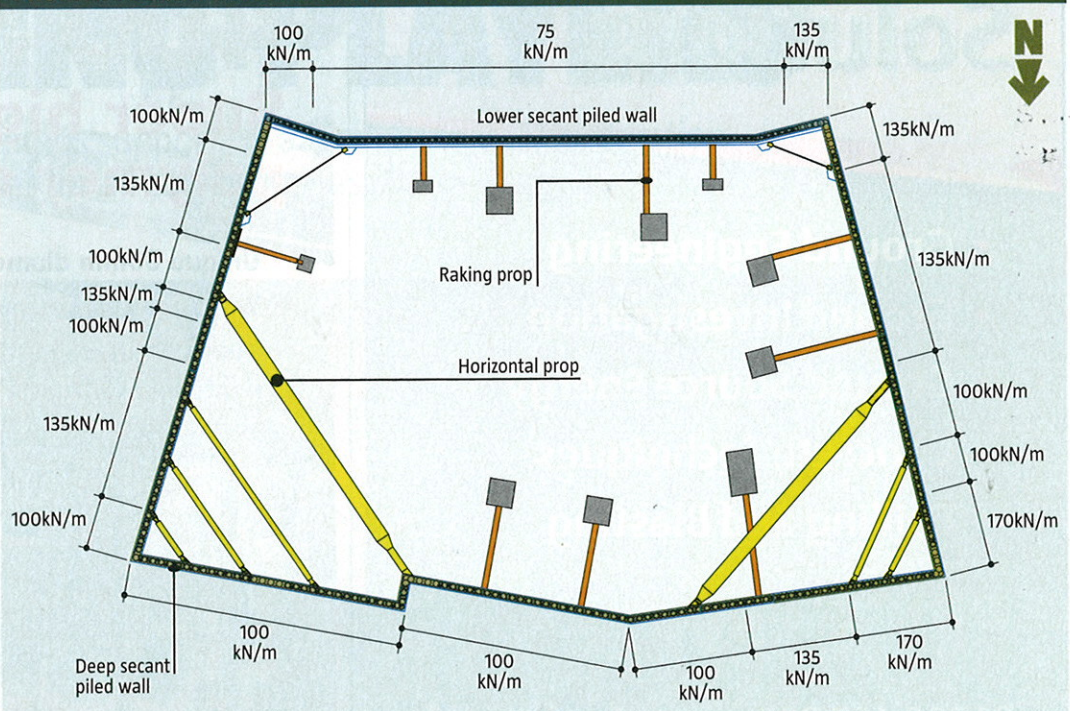 100
kN/m
75
kN/m
135
kN/m
N
100kN/m
Lower secant piled wall
135kN/m
135kN/m
100kN/m
135kN/m
Raking prop
135kN/m
100kN/m
Horizontal prop
100kN/m
135kN/m
100kN/m
100kN/m
170kN/m
100
kN/m
100
kN/m
100
kN/m
135
kN/m
170
kN/m
Deep secant
piled wall